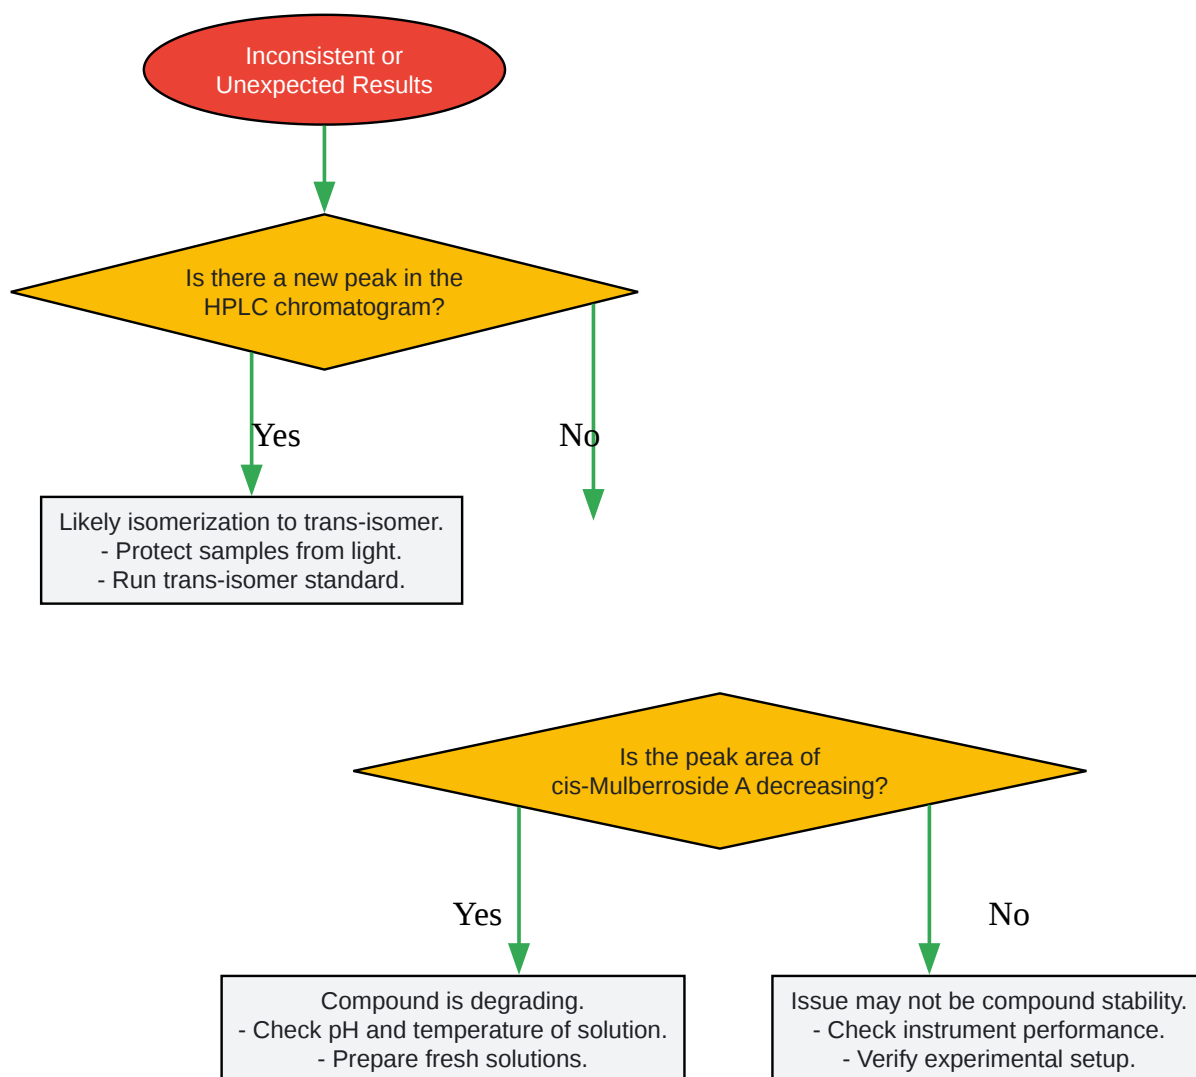 Inconsistent or
Unexpected Results
Is there a new peak in the
HPLC chromatogram?
Yes
No
Likely isomerization to trans-isomer.
- Protect samples from light.
- Run trans-isomer standard.
Is the peak area of
cis-Mulberroside A decreasing?
Yes
No
Compound is degrading.
- Check pH and temperature of solution.
- Prepare fresh solutions.
Issue may not be compound stability.
- Check instrument performance.
- Verify experimental setup.